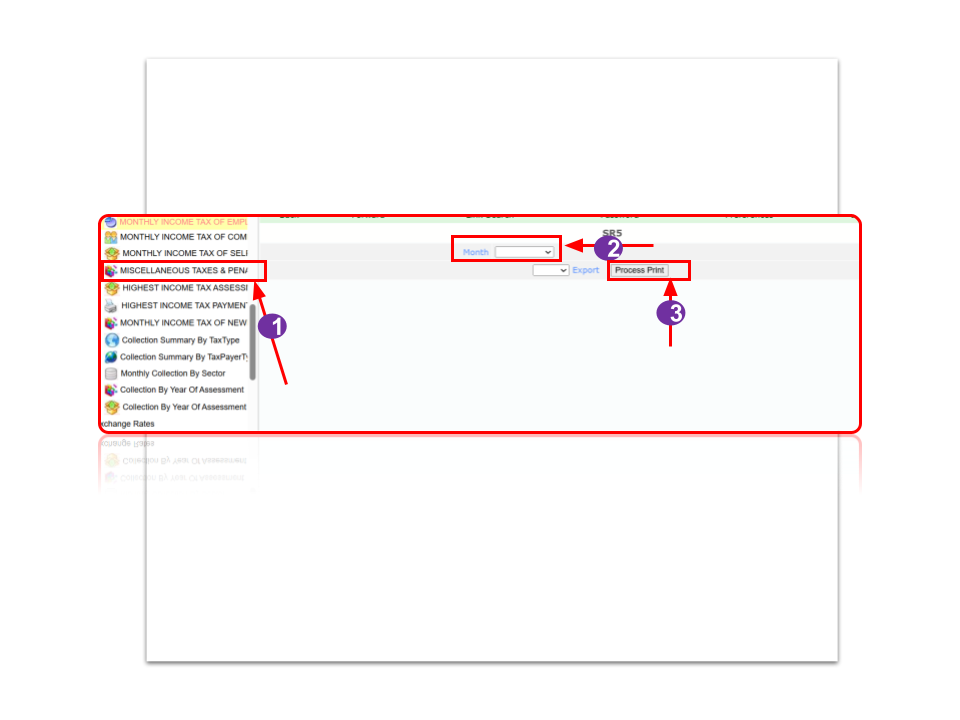 MONTHLY INCOME TAX OF EMPL
SR5
MONTHLY INCOME TAX OF COM
MONTHLY INCOME TAX OF SELF
Month
2
MISCELLANEOUS TAXES & PENA
Export
Process Print
HIGHEST INCOME TAX ASSESSI
HIGHEST INCOME TAX PAYMENT
3
MONTHLY INCOME TAX OF NEW
1
Collection Summary By TaxType
Collection Summary By TaxPayerTy
Monthly Collection By Sector
Collection By Year Of Assessment
Collection By Year Of Assessment
xchange Rates